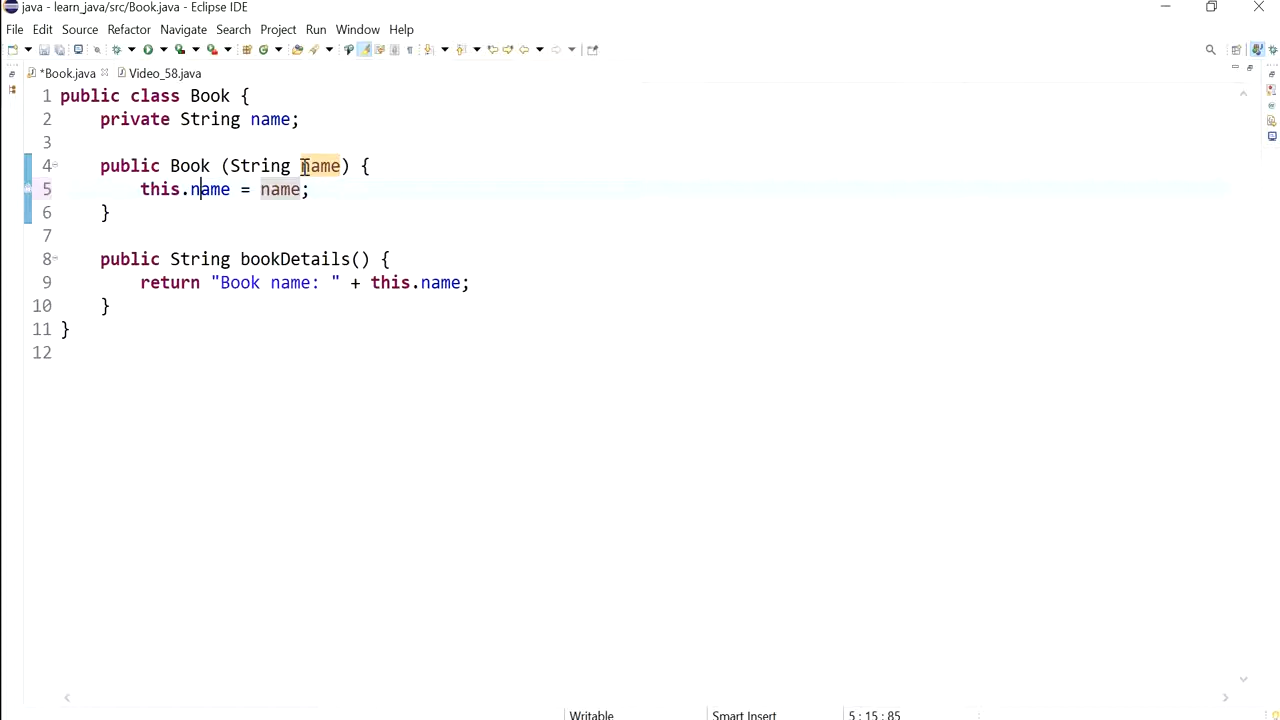 java - learn_java/src/Book.java - Eclipse IDE
File Edit Source Refactor Navigate Search Project Run Window Help
*Book.java Video_58.java
1 public class Book {
2 private String name;
3
4 public Book (String name) {
5 this.name = name;
6 }
7
8 public String bookDetails() {
9 return "Book name: " + this.name;
10 }
11 }
12
Writable Smart Insert 5 : 15 : 85